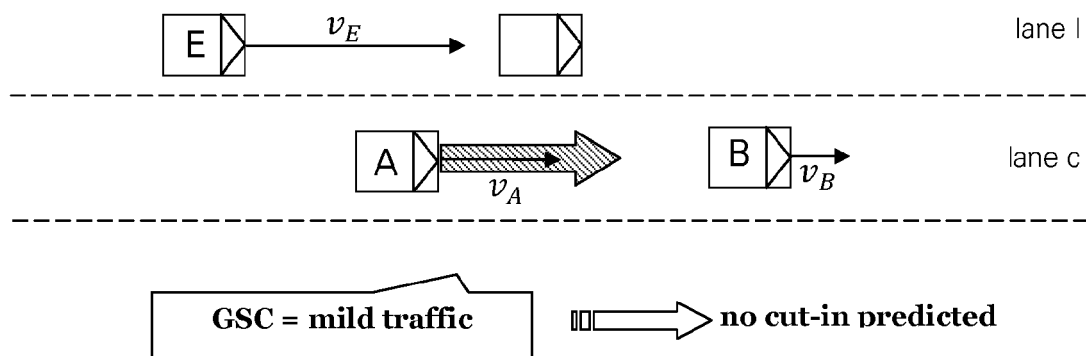 E
v_E
lane l
A
v_A
B
v_B
lane c
GSC = mild traffic
no cut-in predicted